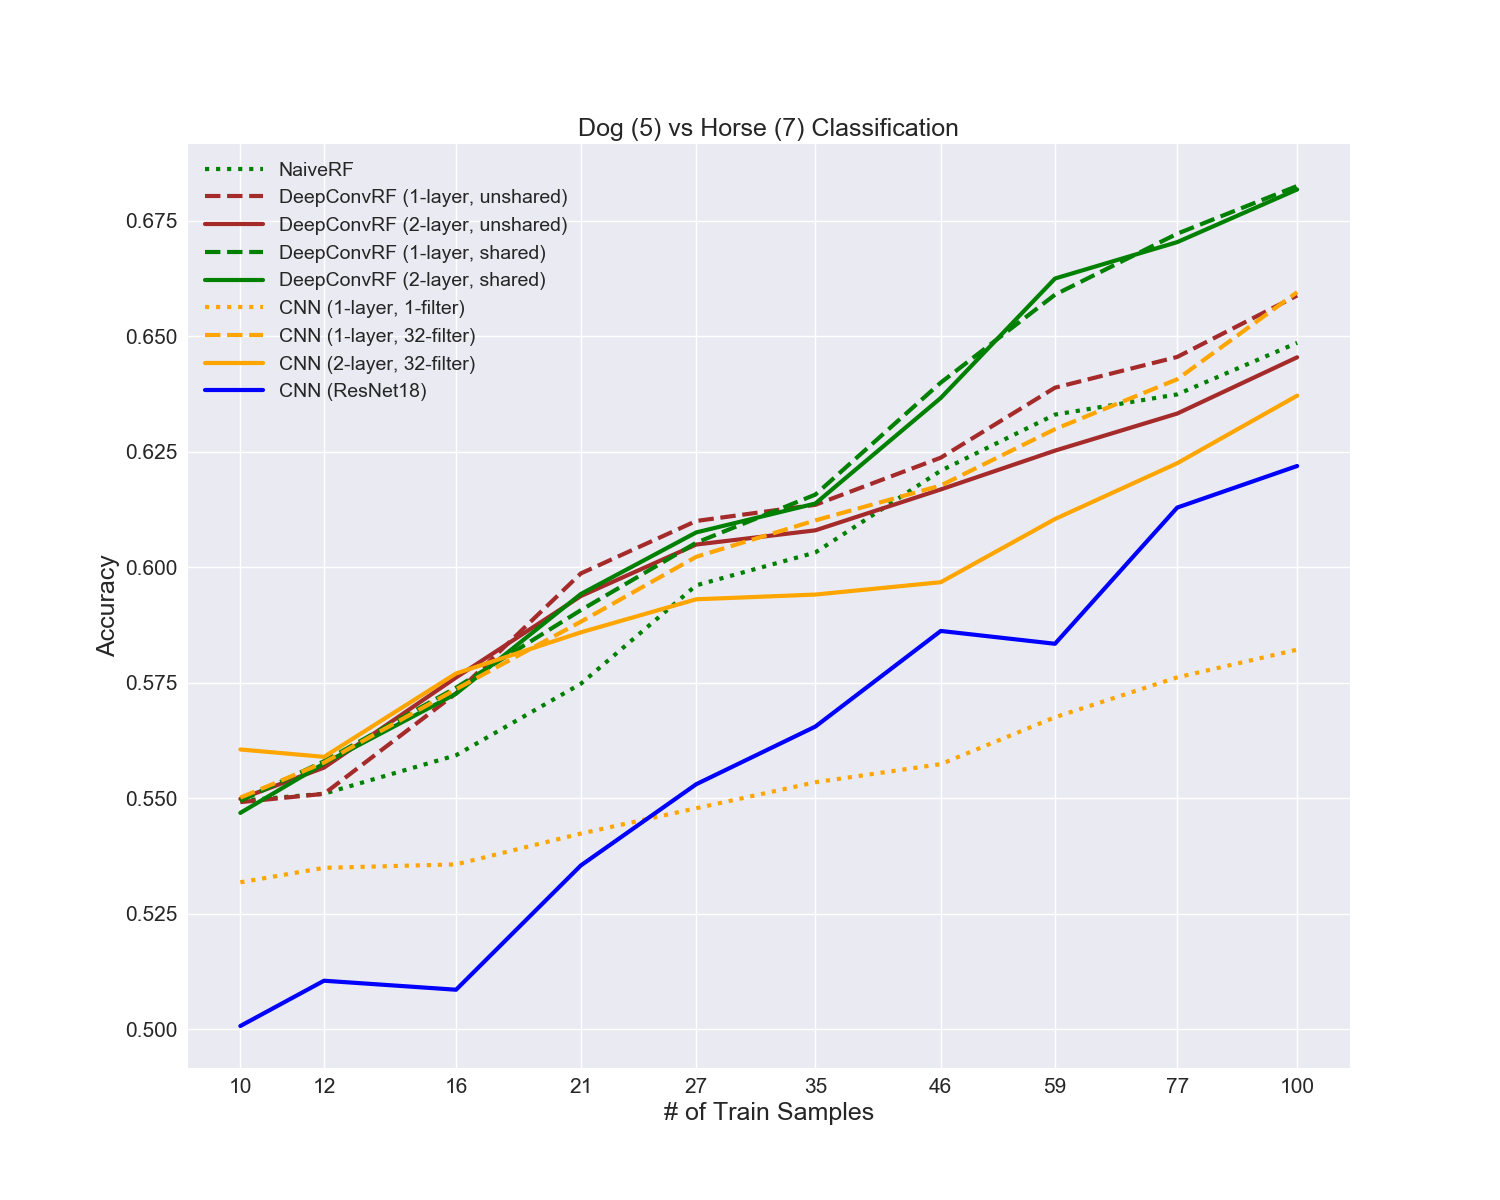 Dog (5) vs Horse (7) Classification
NaiveRF
DeepConvRF (1-layer, unshared)
DeepConvRF (2-layer, unshared)
DeepConvRF (1-layer, shared)
DeepConvRF (2-layer, shared)
CNN (1-layer, 1-filter)
CNN (1-layer, 32-filter)
CNN (2-layer, 32-filter)
CNN (ResNet18)
0.675
0.650
0.625
0.600
0.575
0.550
0.525
0.500
Accuracy
10 12 16 21 27 35 46 59 77 100
# of Train Samples